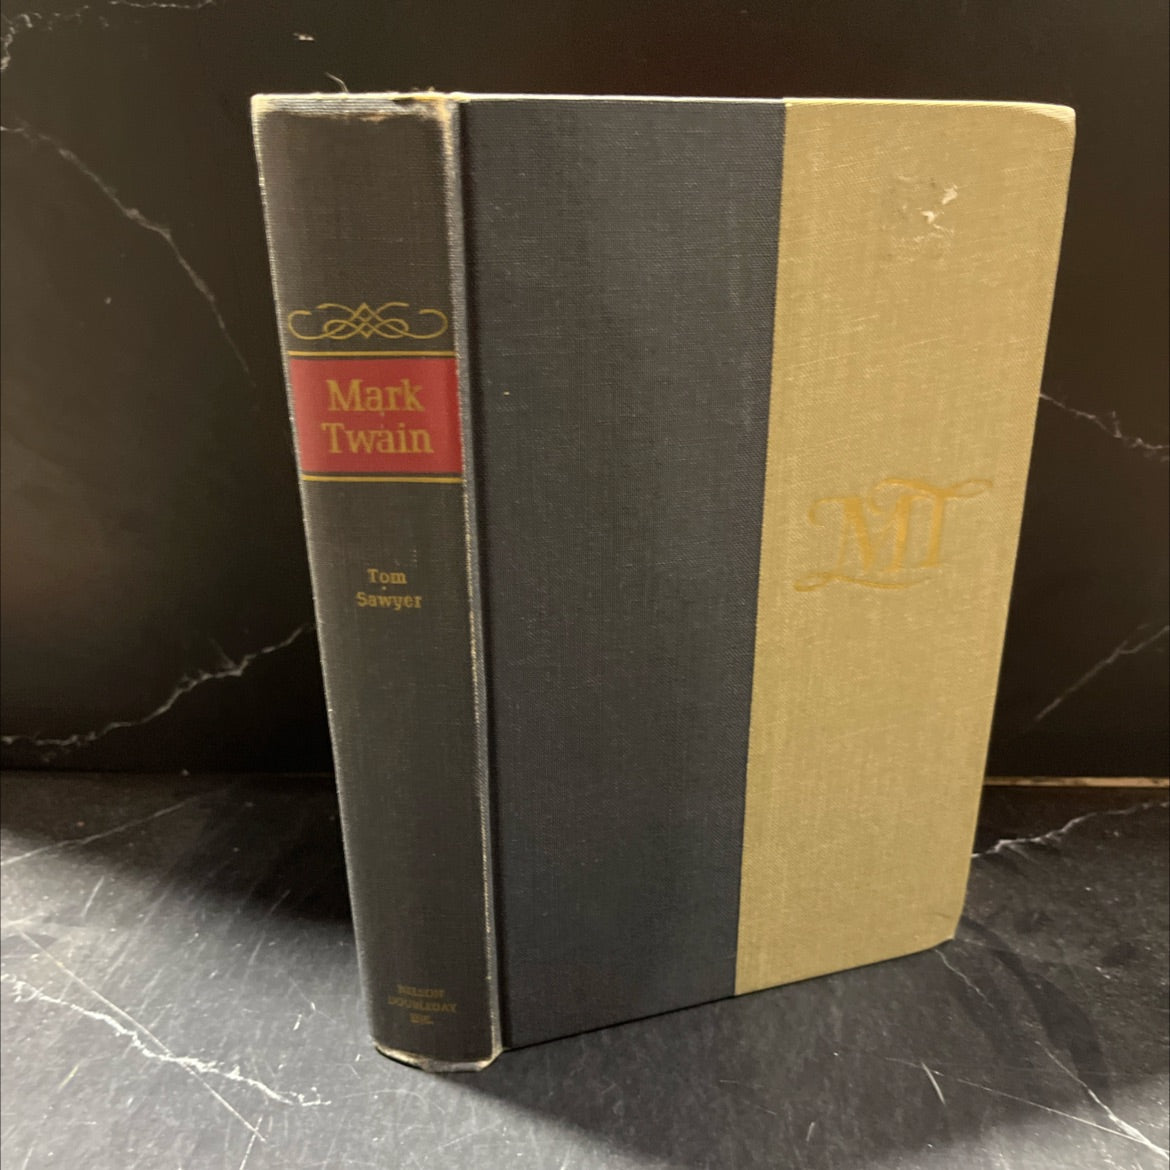 Mark
Twain
Tom
Sawyer
NELSON
DOUBLEDAY
INC.
MT